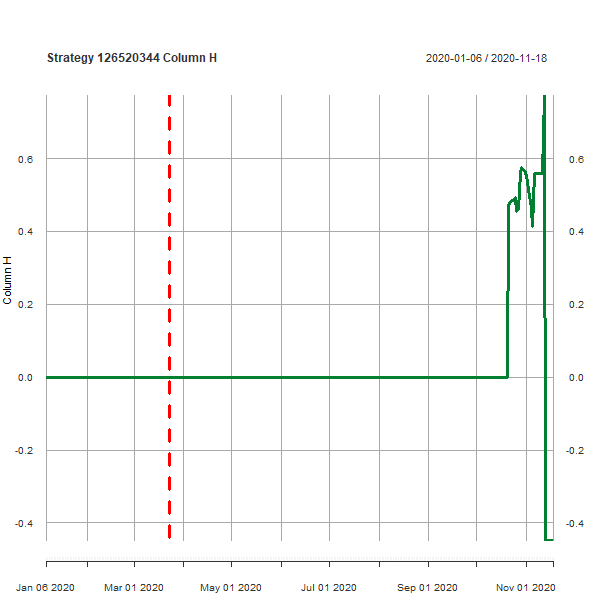 Strategy 126520344 Column H
2020-01-06 / 2020-11-18
0.6
0.6
0.4
0.4
0.2
0.2
0.0
0.0
-0.2
-0.2
-0.4
-0.4
Column H
Jan 06 2020
Mar 01 2020
May 01 2020
Jul 01 2020
Sep 01 2020
Nov 01 2020